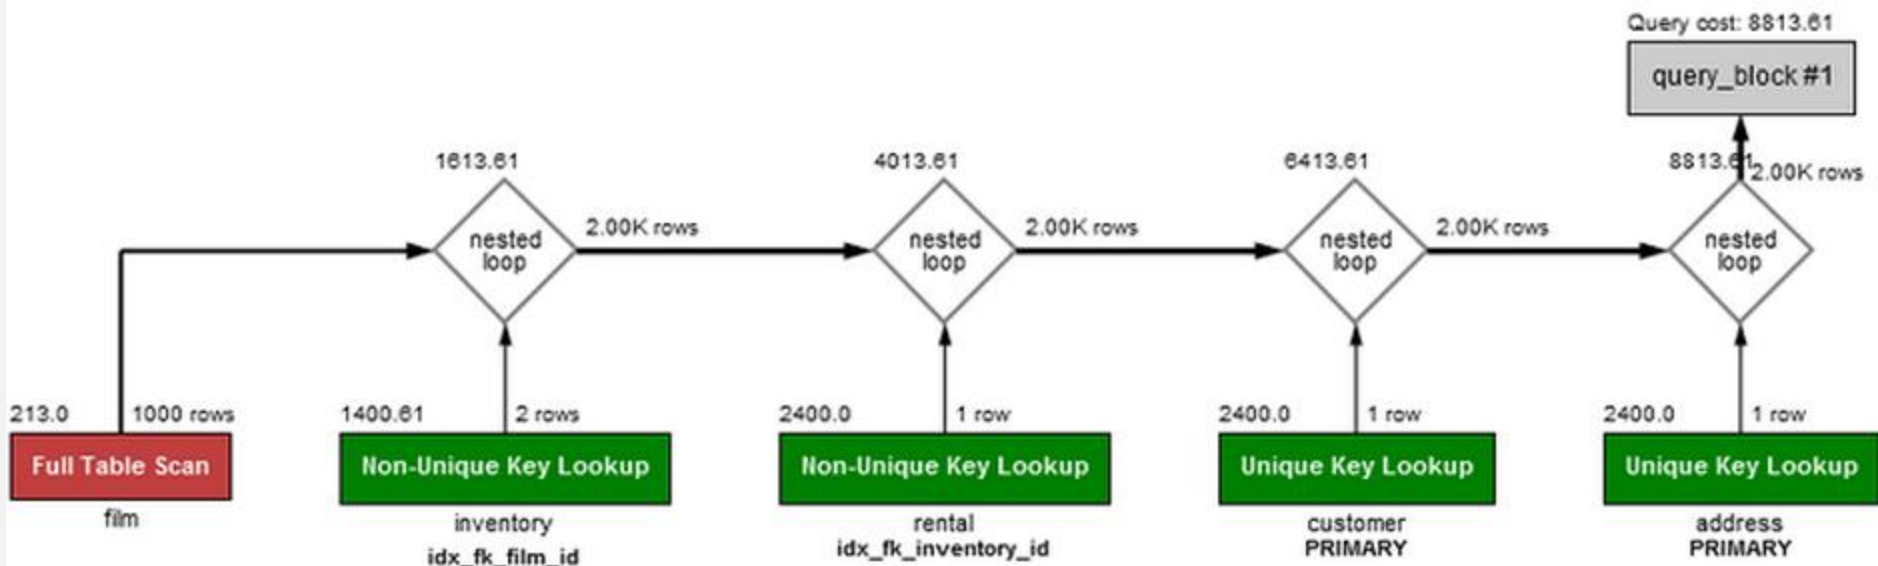 Query cost: 8813.61
query_block #1
1613.61
4013.61
6413.61
8813.61
2.00K rows
nested
loop
2.00K rows
nested
loop
2.00K rows
nested
loop
2.00K rows
nested
loop
213.0
1000 rows
1400.61
2 rows
2400.0
1 row
2400.0
1 row
2400.0
1 row
Full Table Scan
Non-Unique Key Lookup
Non-Unique Key Lookup
Unique Key Lookup
Unique Key Lookup
film
inventory
idx_fk_film_id
rental
idx_fk_inventory_id
customer
PRIMARY
address
PRIMARY